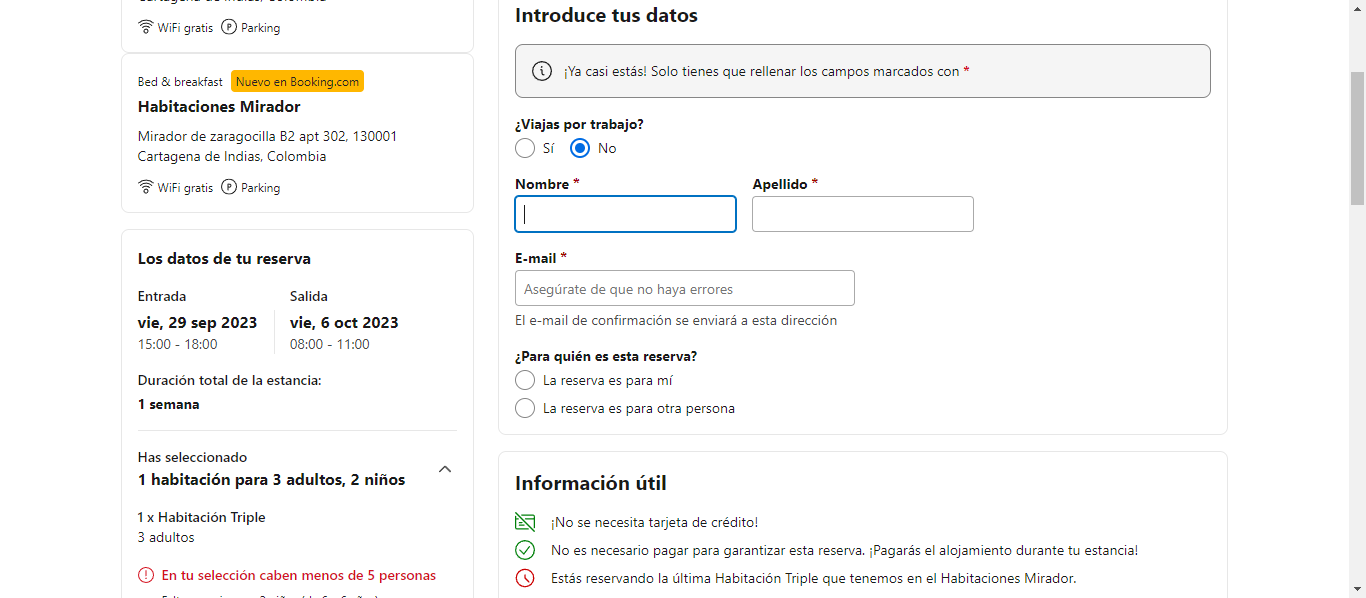 WiFi gratis Parking
Bed & breakfast Nuevo en Booking.com
Habitaciones Mirador
Mirador de zaragocilla B2 apt 302, 130001
Cartagena de Indias, Colombia
WiFi gratis Parking
Los datos de tu reserva
Entrada Salida
vie, 29 sep 2023 vie, 6 oct 2023
15:00 - 18:00 08:00 - 11:00
Duración total de la estancia:
1 semana
Has seleccionado
1 habitación para 3 adultos, 2 niños
1 x Habitación Triple
3 adultos
En tu selección caben menos de 5 personas
Introduce tus datos
¡Ya casi estás! Solo tienes que rellenar los campos marcados con *
¿Viajas por trabajo?
Sí No
Nombre * Apellido *
E-mail *
Asegúrate de que no haya errores
El e-mail de confirmación se enviará a esta dirección
¿Para quién es esta reserva?
La reserva es para mí
La reserva es para otra persona
Información útil
¡No se necesita tarjeta de crédito!
No es necesario pagar para garantizar esta reserva. ¡Pagarás el alojamiento durante tu estancia!
Estás reservando la última Habitación Triple que tenemos en el Habitaciones Mirador.